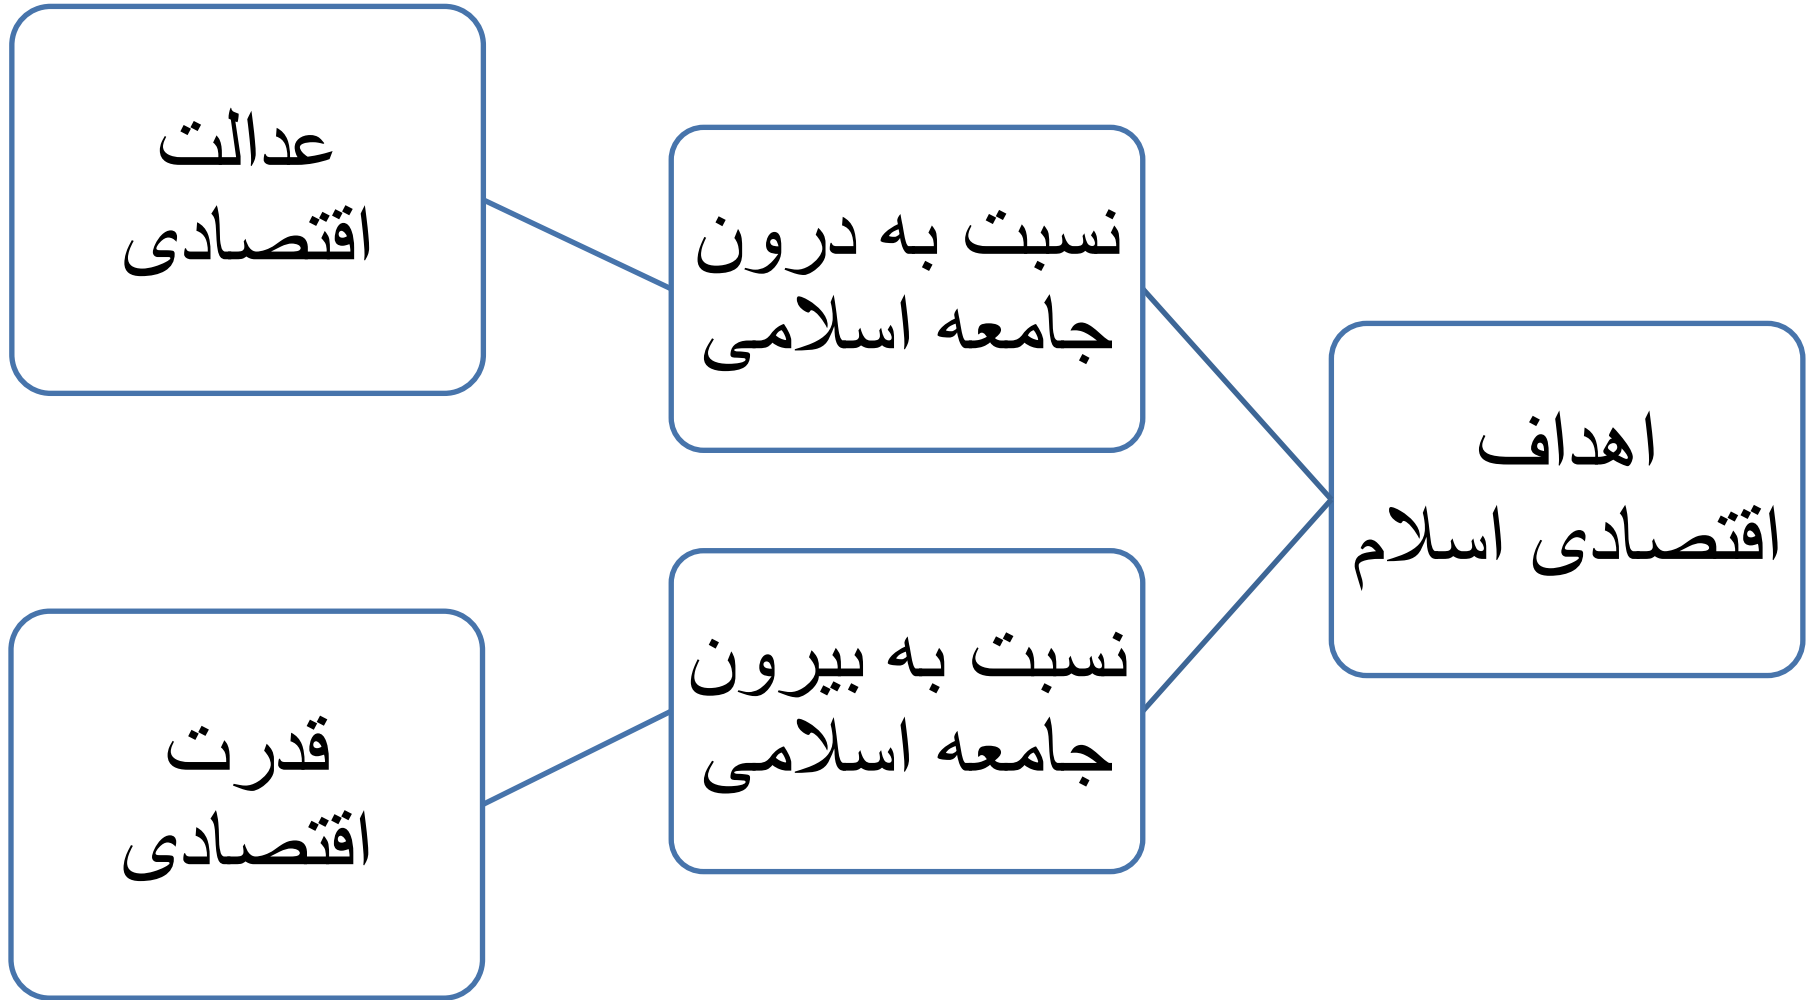 اهداف
اقتصادی اسلام
نسبت به درون
جامعه اسلامی
عدالت
اقتصادی
نسبت به بیرون
جامعه اسلامی
قدرت
اقتصادی